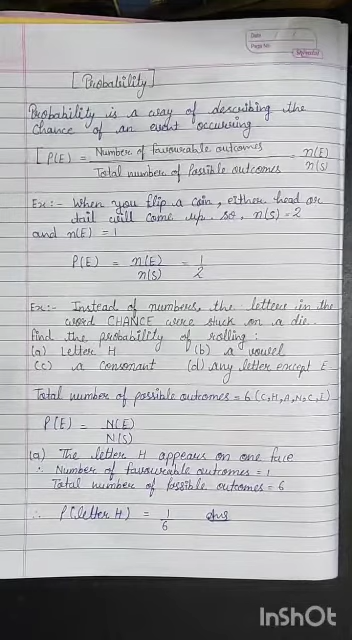 Date
Page No.
[Probability]
Probability is a way of describing the
chance of an event occurring
[P(E) = Number of favourable outcomes = n(E)
Total number of Possible outcomes n(S)
Ex:- When you flip a coin, either head or
tail will come up. so, n(S) = 2
and n(E) = 1
P(E) = n(E) = 1
n(S) 2
Ex:- Instead of numbers, the letters in the
word CHANCE were stuck on a die.
find the probability of rolling:
(a) letter H (b) a vowel
(c) a consonant (d) any letter except E
Total number of possible outcomes = 6 (C,H,A,N,C,E)
P(E) = N(E)
N(S)
(a) The letter H appears on one face
∴ Number of favourable outcomes = 1
Total number of possible outcomes = 6
∴ P(letter H) = 1 Ans
6
InShOt